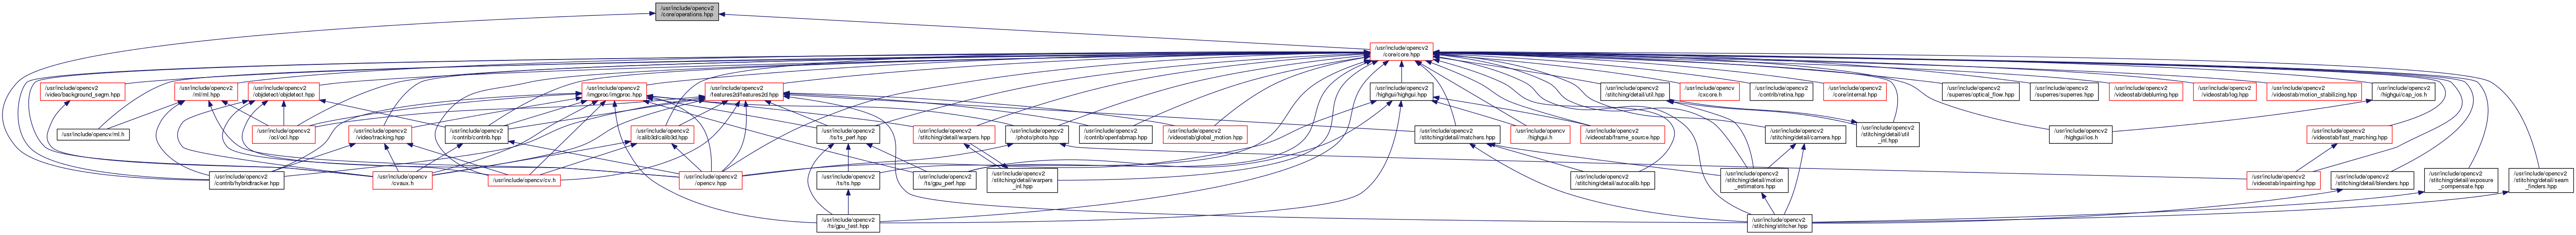 /usr/include/opencv2
/core/operations.hpp
/usr/include/opencv2
/core/core.hpp
/usr/include/opencv2
/video/background_segm.hpp
/usr/include/opencv2
/ml/ml.hpp
/usr/include/opencv2
/objdetect/objdetect.hpp
/usr/include/opencv2
/imgproc/imgproc.hpp
/usr/include/opencv2
/features2d/features2d.hpp
/usr/include/opencv2
/highgui/highgui.hpp
/usr/include/opencv2
/stitching/detail/util.hpp
/usr/include/opencv
/cxcore.h
/usr/include/opencv2
/contrib/retina.hpp
/usr/include/opencv2
/core/internal.hpp
/usr/include/opencv2
/superres/optical_flow.hpp
/usr/include/opencv2
/superres/superres.hpp
/usr/include/opencv2
/videostab/deblurring.hpp
/usr/include/opencv2
/videostab/log.hpp
/usr/include/opencv2
/videostab/motion_stabilizing.hpp
/usr/include/opencv2
/highgui/cap_ios.h
/usr/include/opencv/ml.h
/usr/include/opencv2
/ocl/ocl.hpp
/usr/include/opencv2
/video/tracking.hpp
/usr/include/opencv2
/contrib/contrib.hpp
/usr/include/opencv2
/calib3d/calib3d.hpp
/usr/include/opencv2
/ts/ts_perf.hpp
/usr/include/opencv2
/stitching/detail/warpers.hpp
/usr/include/opencv2
/photo/photo.hpp
/usr/include/opencv2
/contrib/openfabmap.hpp
/usr/include/opencv2
/videostab/global_motion.hpp
/usr/include/opencv2
/stitching/detail/matchers.hpp
/usr/include/opencv
/highgui.h
/usr/include/opencv2
/videostab/frame_source.hpp
/usr/include/opencv2
/stitching/detail/camera.hpp
/usr/include/opencv2
/stitching/detail/util
_inl.hpp
/usr/include/opencv2
/highgui/ios.h
/usr/include/opencv2
/videostab/fast_marching.hpp
/usr/include/opencv2
/contrib/hybridtracker.hpp
/usr/include/opencv
/cvaux.h
/usr/include/opencv/cv.h
/usr/include/opencv2
/opencv.hpp
/usr/include/opencv2
/ts/ts.hpp
/usr/include/opencv2
/ts/gpu_perf.hpp
/usr/include/opencv2
/stitching/detail/warpers
_inl.hpp
/usr/include/opencv2
/stitching/detail/autocalib.hpp
/usr/include/opencv2
/stitching/detail/motion
_estimators.hpp
/usr/include/opencv2
/videostab/inpainting.hpp
/usr/include/opencv2
/stitching/detail/blenders.hpp
/usr/include/opencv2
/stitching/detail/exposure
_compensate.hpp
/usr/include/opencv2
/stitching/detail/seam
_finders.hpp
/usr/include/opencv2
/ts/gpu_test.hpp
/usr/include/opencv2
/stitching/stitcher.hpp